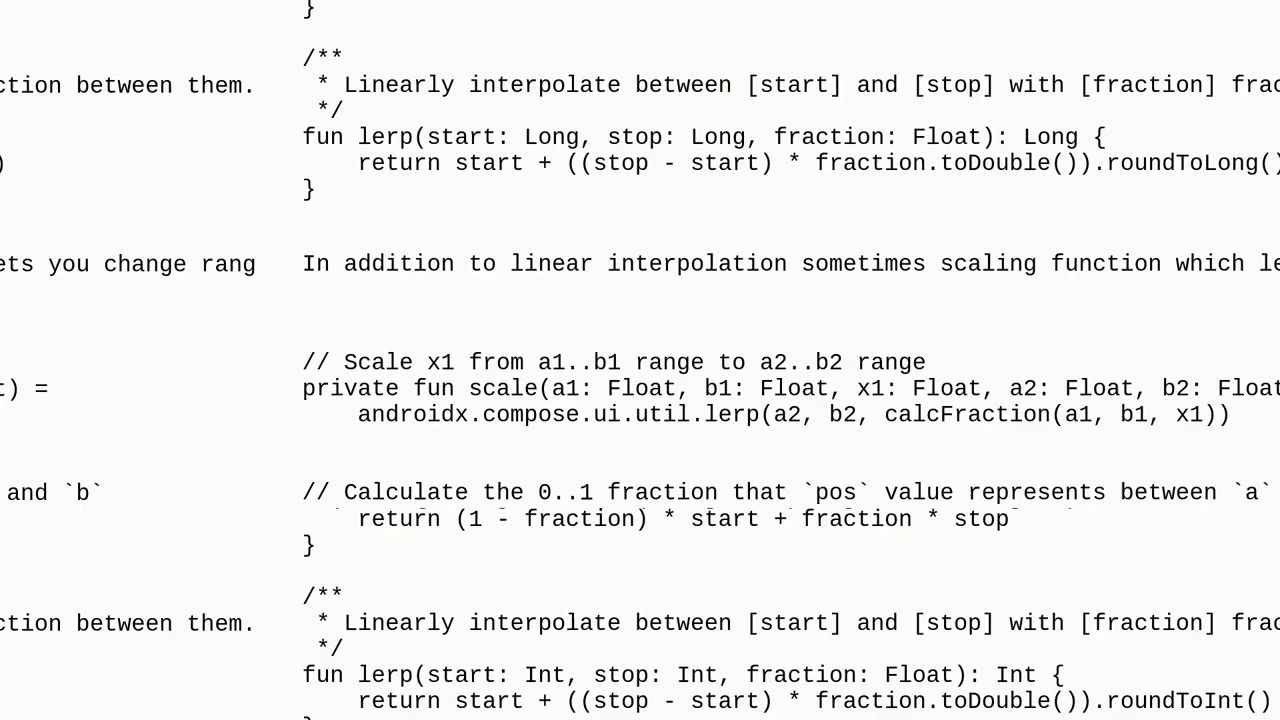 }
/**
ction between them. * Linearly interpolate between [start] and [stop] with [fraction] frac
*/
fun lerp(start: Long, stop: Long, fraction: Float): Long {
) return start + ((stop - start) * fraction.toDouble()).roundToLong()
}
ets you change rang In addition to linear interpolation sometimes scaling function which le
// Scale x1 from a1..b1 range to a2..b2 range
t) = private fun scale(a1: Float, b1: Float, x1: Float, a2: Float, b2: Float
androidx.compose.ui.util.lerp(a2, b2, calcFraction(a1, b1, x1))
and `b` // Calculate the 0..1 fraction that `pos` value represents between `a`
return (1 - fraction) * start + fraction * stop
}
/**
ction between them. * Linearly interpolate between [start] and [stop] with [fraction] frac
*/
fun lerp(start: Int, stop: Int, fraction: Float): Int {
return start + ((stop - start) * fraction.toDouble()).roundToInt()